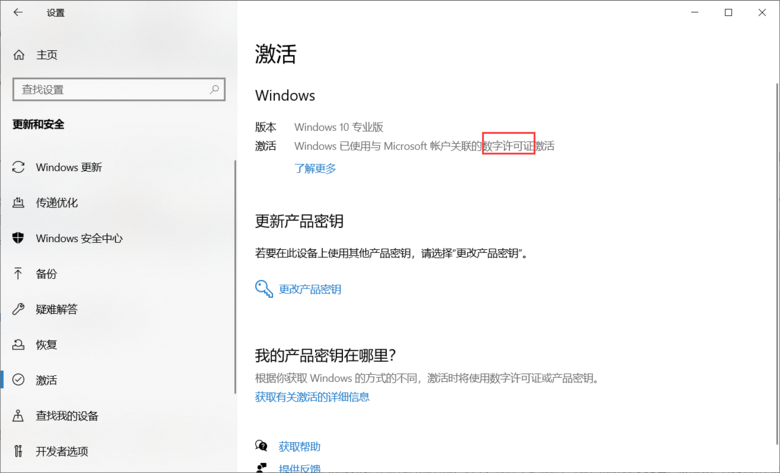 设置
主页
查找设置
更新和安全
Windows 更新
传递优化
Windows 安全中心
备份
疑难解答
恢复
激活
查找我的设备
开发者选项
激活
Windows
版本 Windows 10 专业版
激活 Windows 已使用与 Microsoft 帐户关联的数字许可证激活
了解更多
更新产品密钥
若要在此设备上使用其他产品密钥，请选择“更改产品密钥”。
更改产品密钥
我的产品密钥在哪里?
根据你获取 Windows 的方式的不同，激活时将使用数字许可证或产品密钥。
获取有关激活的详细信息
获取帮助
提供反馈